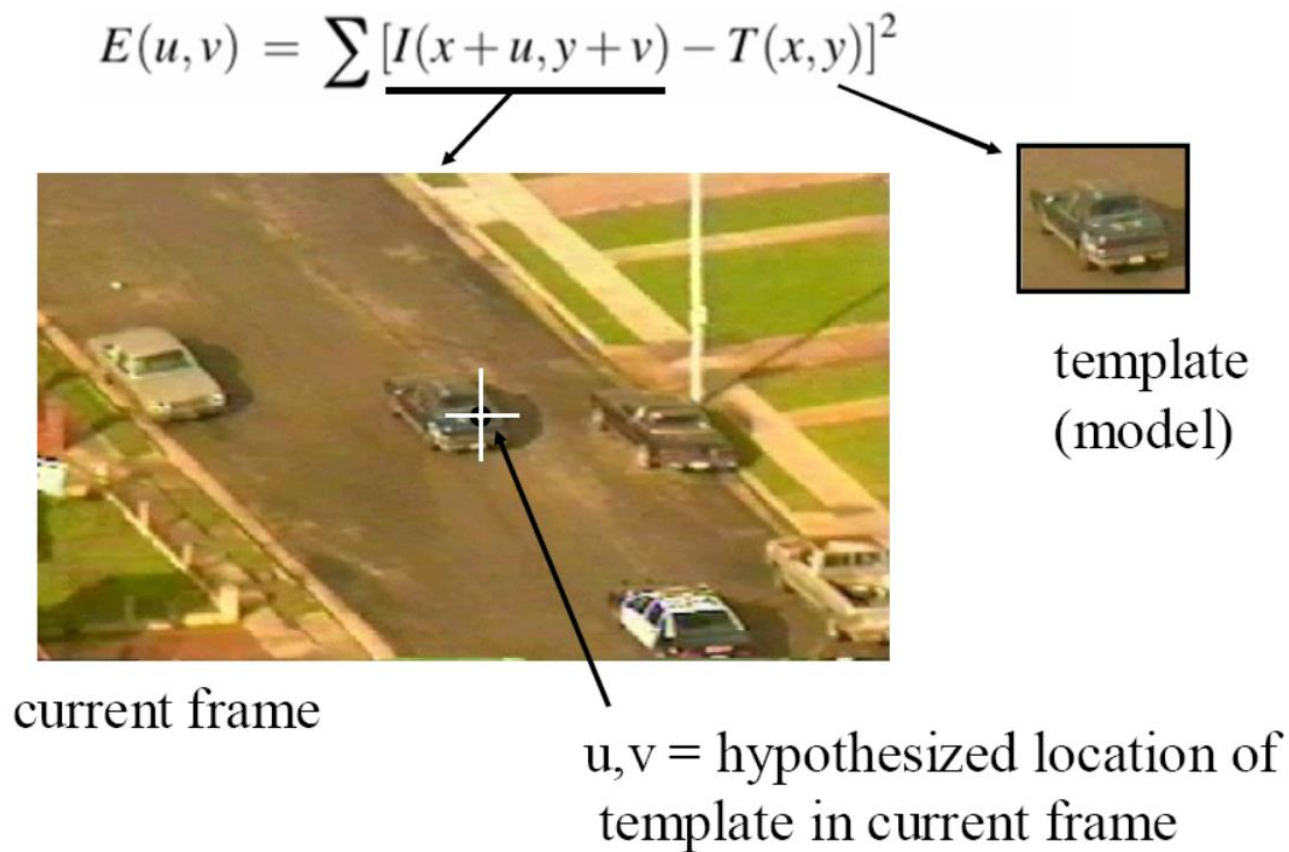 E(u,v) = ∑[I(x+u,y+v) − T(x,y)]²
template
(model)
current frame
u,v = hypothesized location of
template in current frame